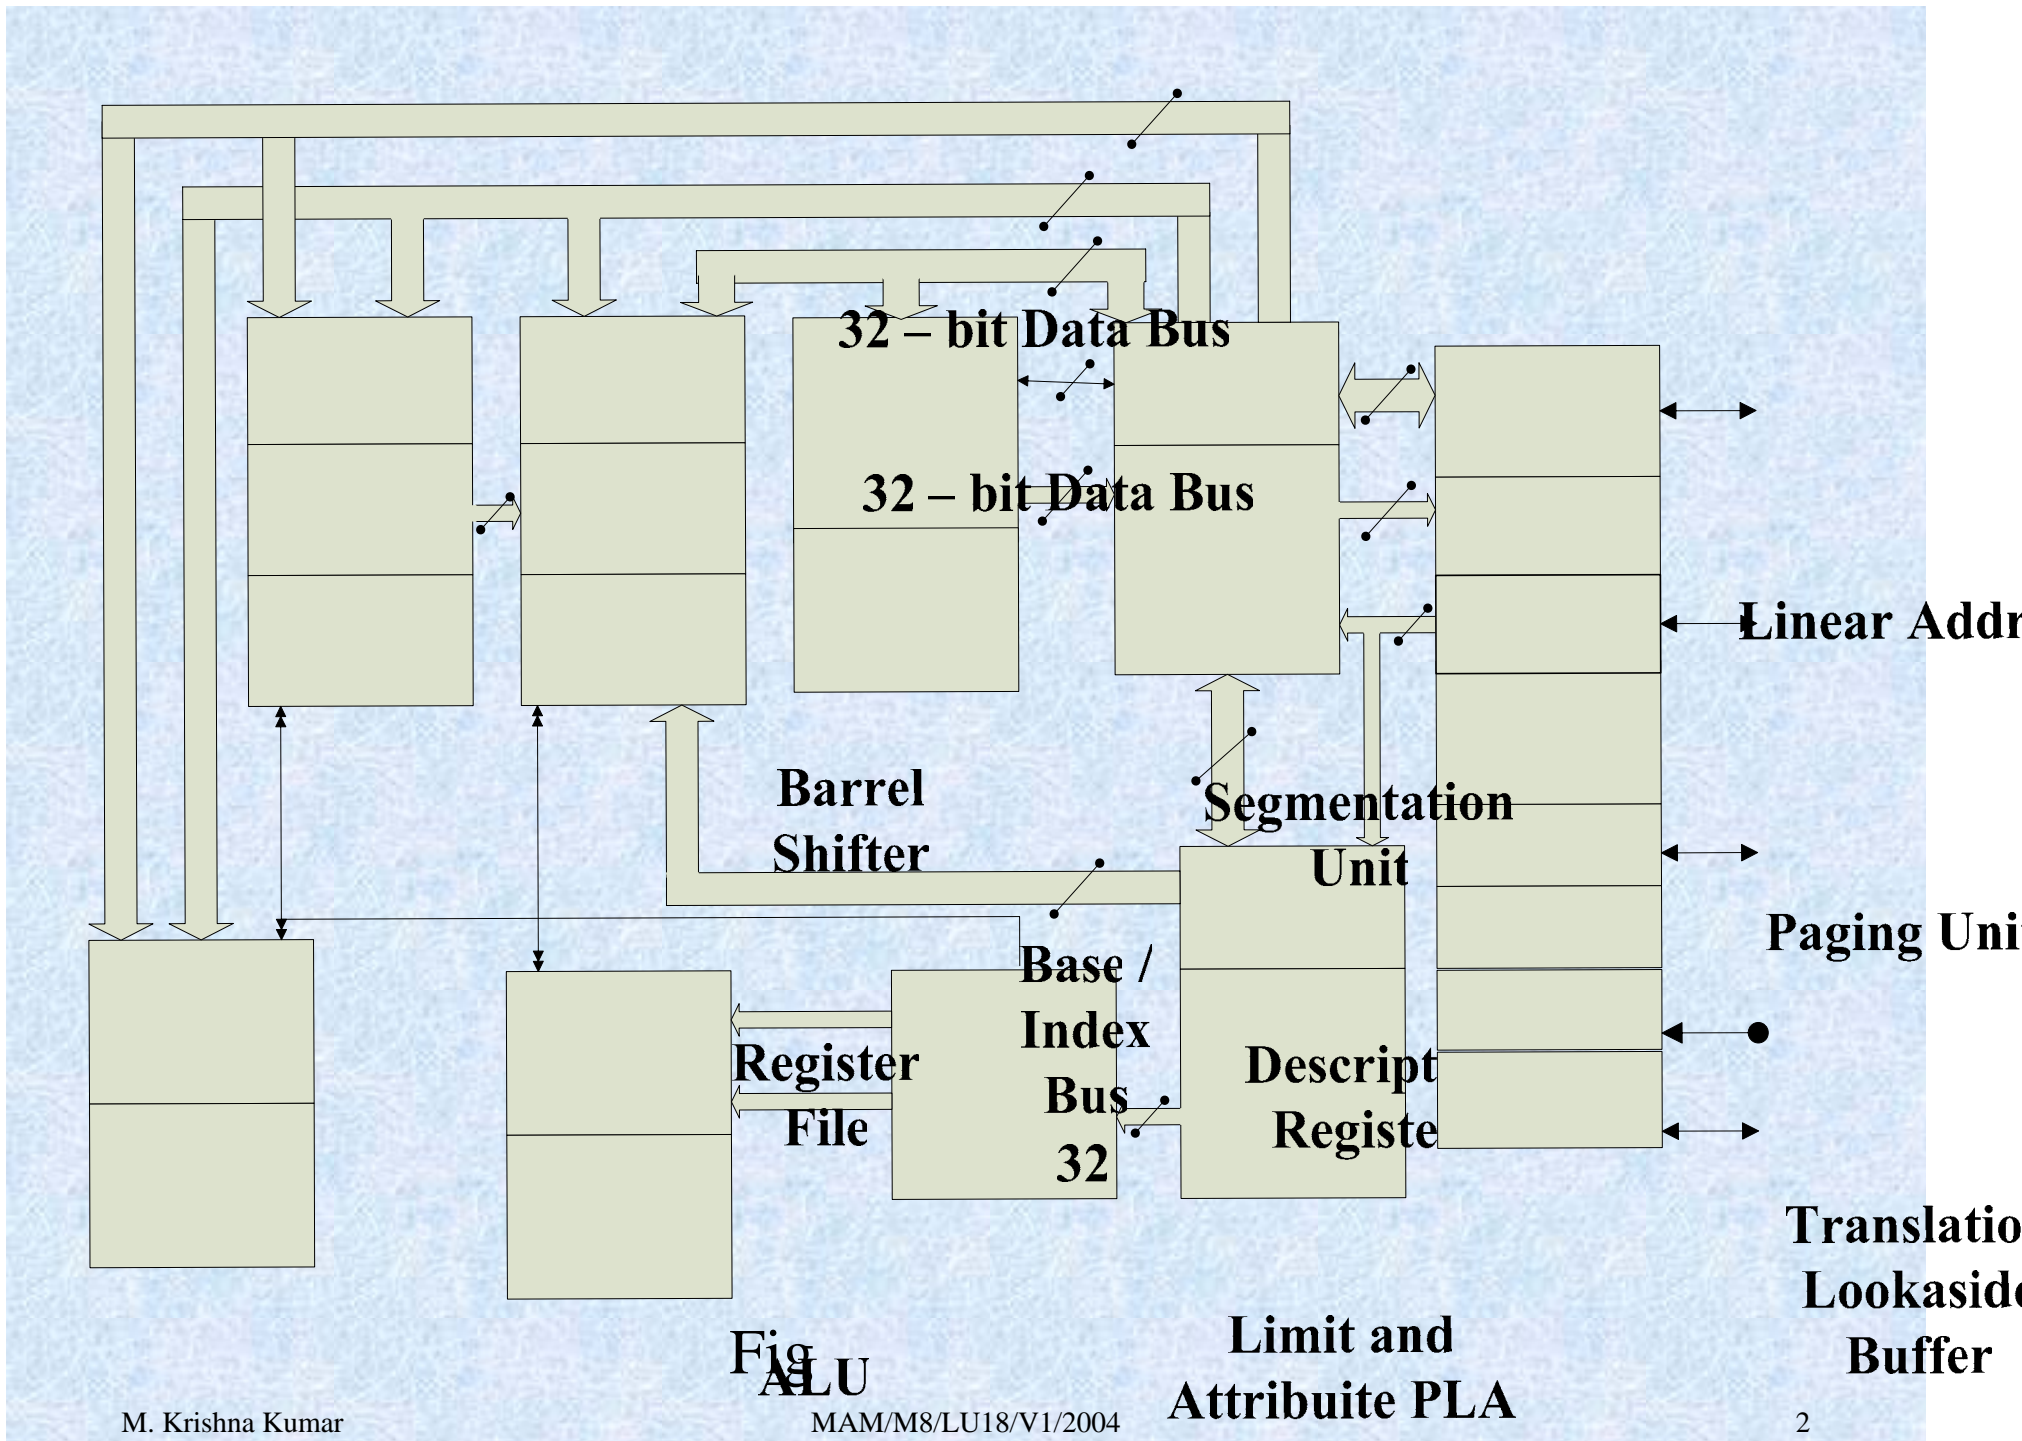 32 – bit Data Bus
32 – bit Data Bus
Linear Addr
Barrel
Shifter
Segmentation
Unit
Paging Uni
Base /
Index
Bus
32
Register
File
Descript
Registe
Translatio
Lookaside
Buffer
Limit and
Attribuite PLA
Fig
ALU
M. Krishna Kumar
MAM/M8/LU18/V1/2004
2